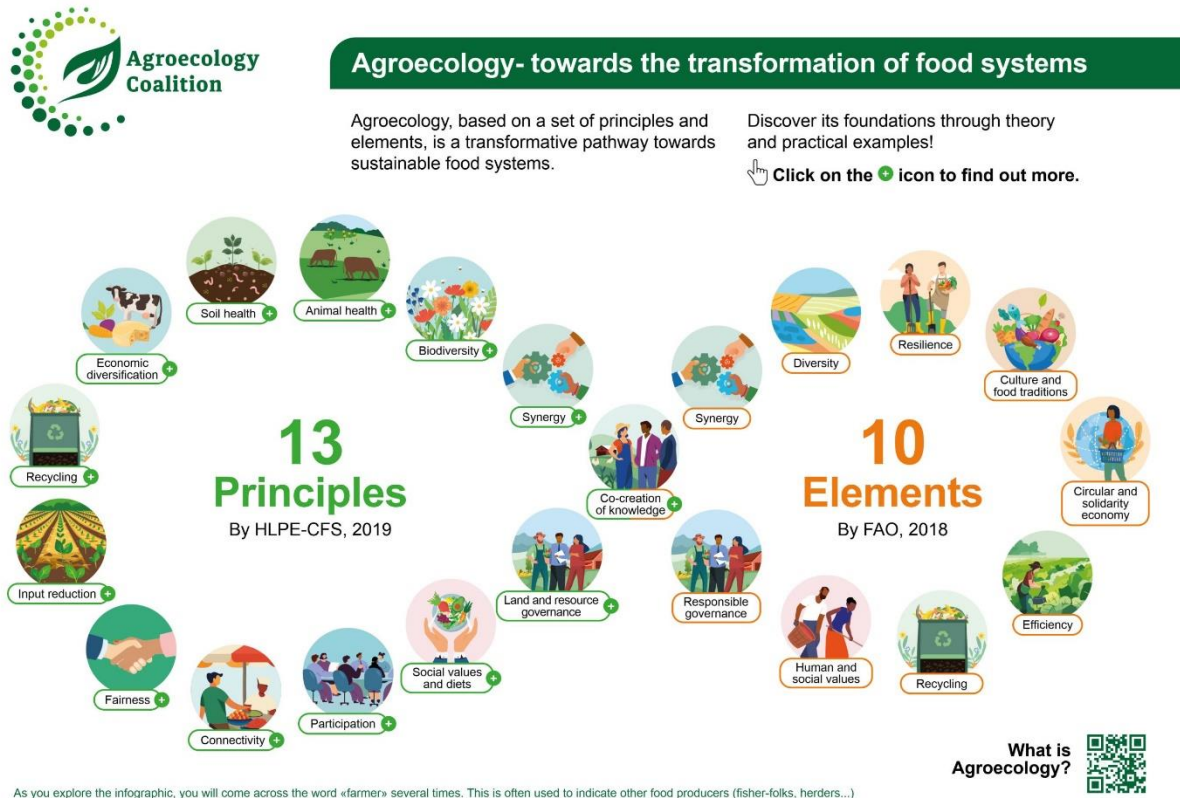 Agroecology
Coalition
Agroecology- towards the transformation of food systems
Agroecology, based on a set of principles and
elements, is a transformative pathway towards
sustainable food systems.
Discover its foundations through theory
and practical examples!
Click on the + icon to find out more.
Soil health +
Animal health +
Economic
diversification +
Biodiversity +
Synergy +
Recycling +
Input reduction +
Fairness +
Connectivity +
Participation +
Social values
and diets +
Land and resource
governance +
Co-creation
of knowledge +
13
Principles
By HLPE-CFS, 2019
Synergy
Diversity
Resilience
Culture and
food traditions
Circular and
solidarity
economy
Efficiency
Recycling
Human and
social values
Responsible
governance
10
Elements
By FAO, 2018
What is
Agroecology?
As you explore the infographic, you will come across the word «farmer» several times. This is often used to indicate other food producers (fisher-folks, herders...)